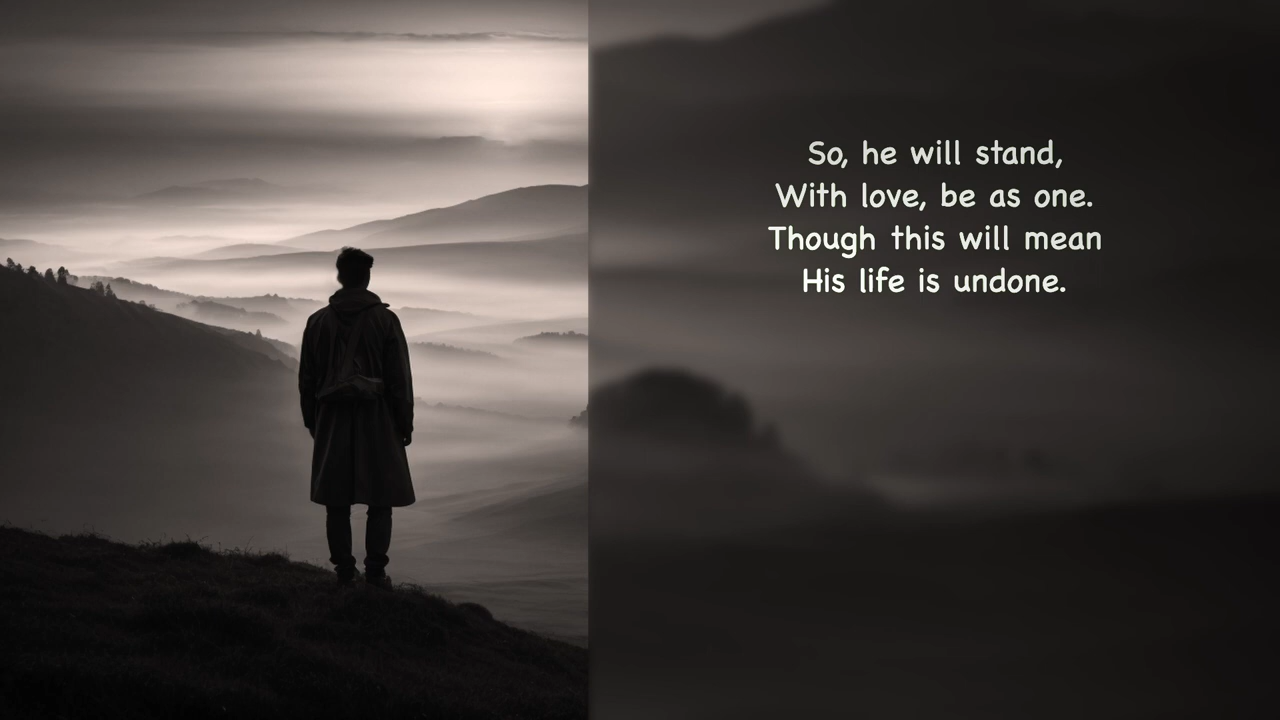 So, he will stand,
With love, be as one.
Though this will mean
His life is undone.